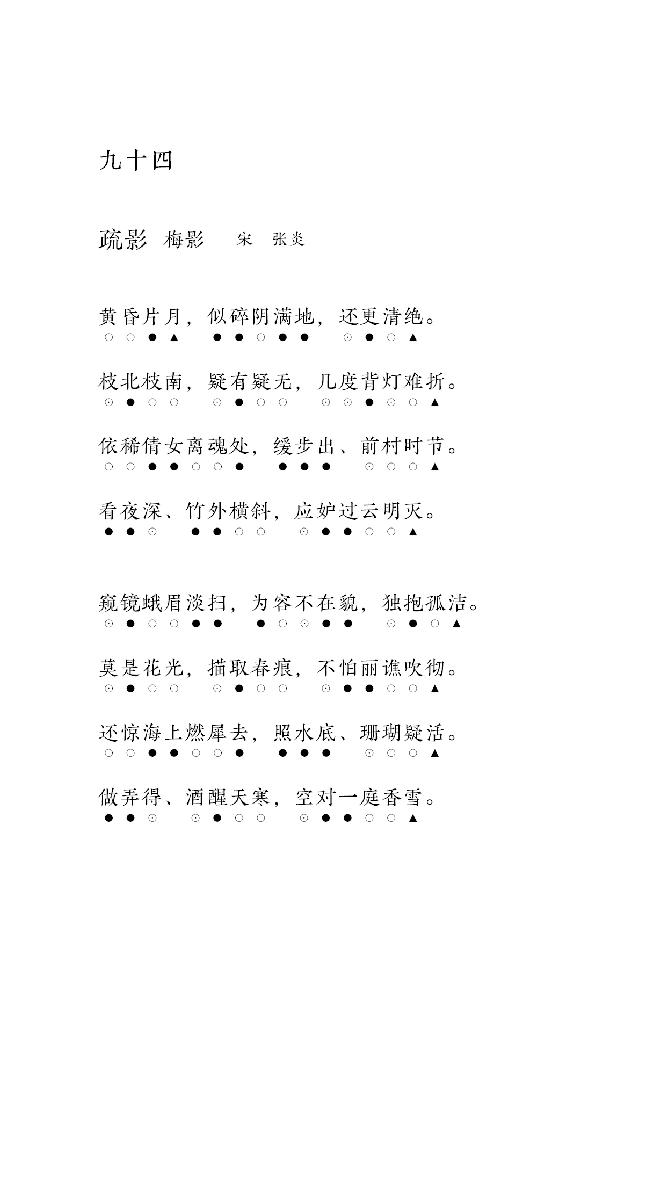 九十四
疏影 梅影 宋 张炎
黄昏片月，似碎阴满地，还更清绝。
○○●▲ ●●○●● ⊙●○▲
枝北枝南，疑有疑无，几度背灯难折。
⊙●○○ ⊙●○○ ⊙⊙●○○▲
依稀倩女离魂处，缓步出、前村时节。
○○●●○○● ●●● ⊙○○▲
看夜深、竹外横斜，应妒过云明灭。
●●⊙ ●●○○ ⊙●●○○▲
窥镜蛾眉淡扫，为容不在貌，独抱孤洁。
⊙●○○●● ●○⊙●● ⊙●○▲
莫是花光，描取春痕，不怕丽谯吹彻。
⊙●○○ ⊙●○○ ⊙●●○○▲
还惊海上燃犀去，照水底、珊瑚疑活。
○○●●○○● ●●● ⊙○○▲
做弄得、酒醒天寒，空对一庭香雪。
●●⊙ ⊙●○○ ⊙●●○○▲